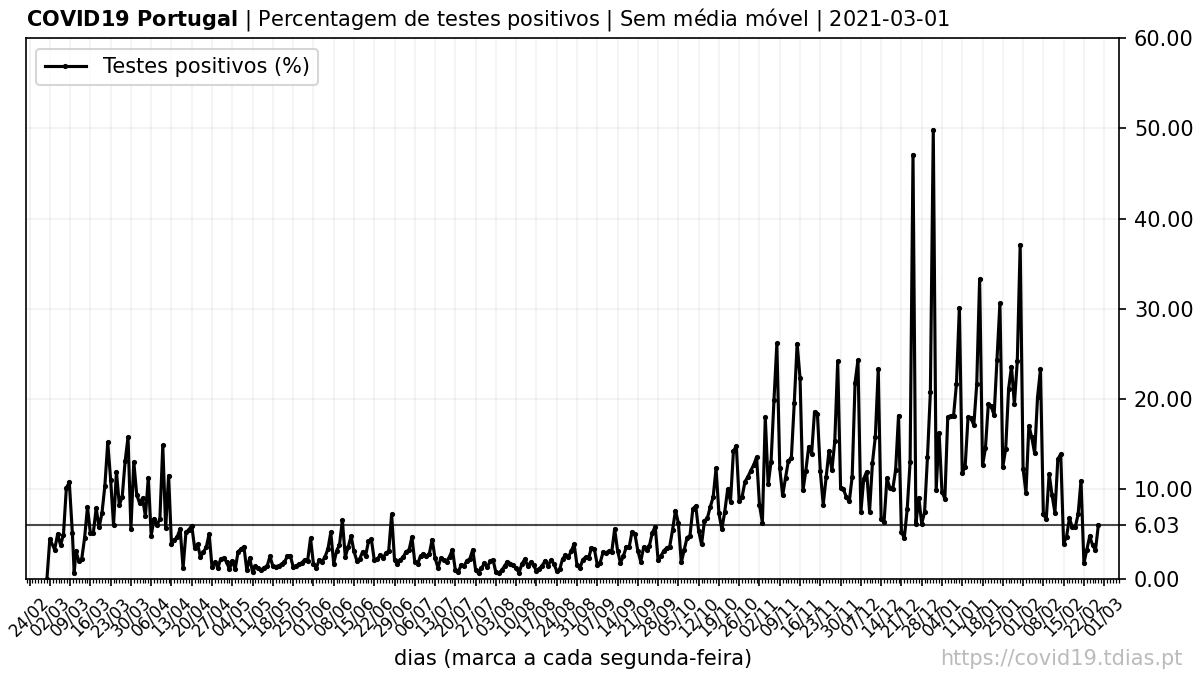 COVID19 Portugal | Percentagem de testes positivos | Sem média móvel | 2021-03-01
Testes positivos (%)
60.00
50.00
40.00
30.00
20.00
10.00
6.03
0.00
24/02 02/03 09/03 16/03 23/03 30/03 06/04 13/04 20/04 27/04 04/05 11/05 18/05 25/05 01/06 08/06 15/06 22/06 29/06 06/07 13/07 20/07 27/07 03/08 10/08 17/08 24/08 31/08 07/09 14/09 21/09 28/09 05/10 12/10 19/10 26/10 02/11 09/11 16/11 23/11 30/11 07/12 14/12 21/12 28/12 04/01 11/01 18/01 25/01 01/02 08/02 15/02 22/02 01/03
dias (marca a cada segunda-feira)
https://covid19.tdias.pt